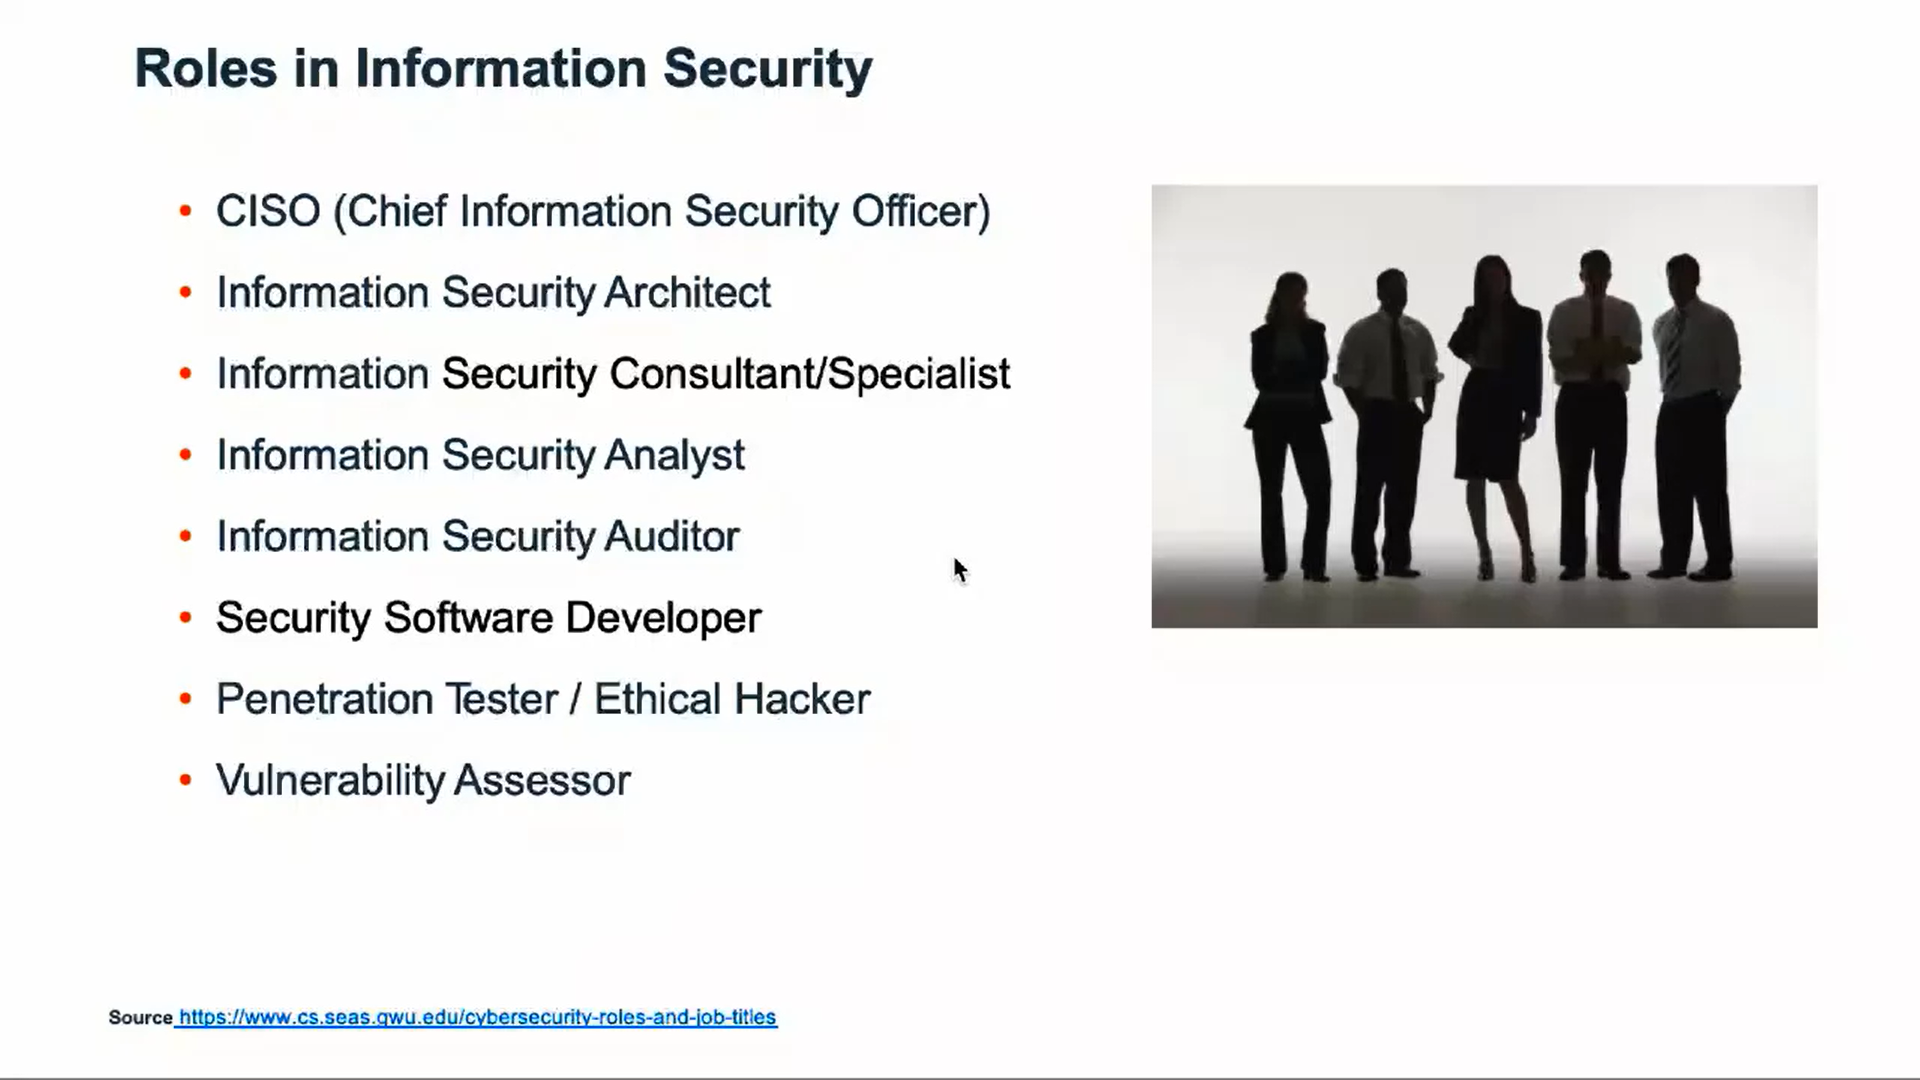 Roles in Information Security
• CISO (Chief Information Security Officer)
• Information Security Architect
• Information Security Consultant/Specialist
• Information Security Analyst
• Information Security Auditor
• Security Software Developer
• Penetration Tester / Ethical Hacker
• Vulnerability Assessor
Source https://www.cs.seas.gwu.edu/cybersecurity-roles-and-job-titles